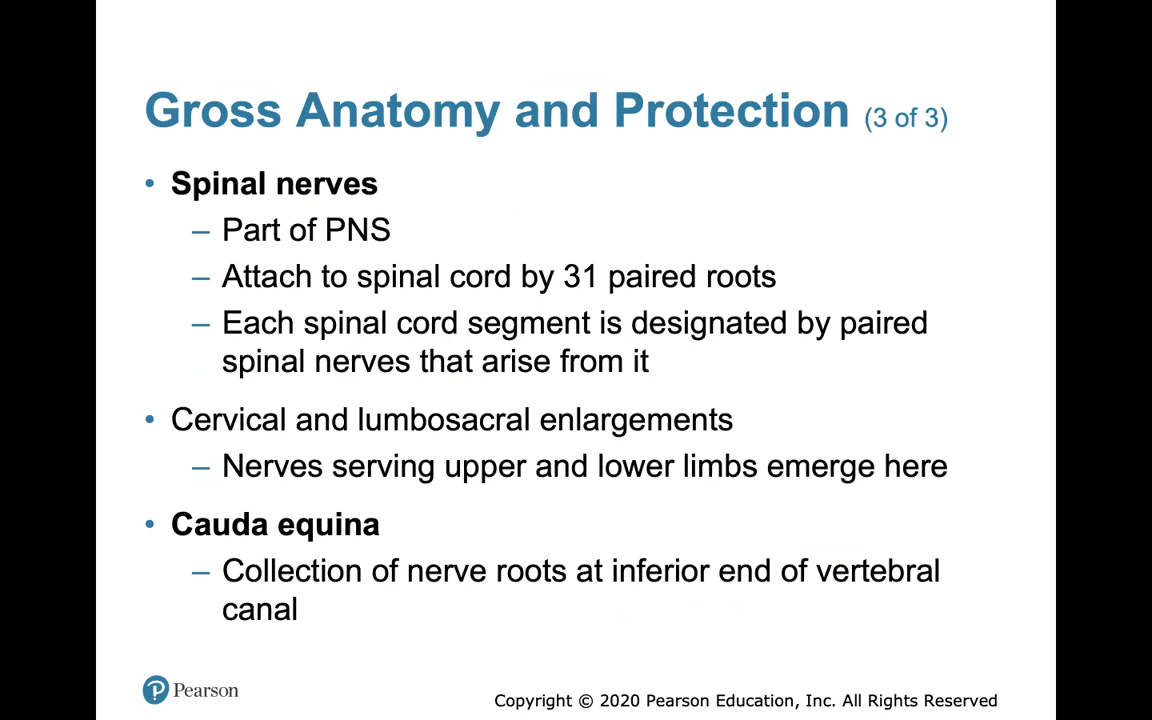 Gross Anatomy and Protection (3 of 3)
• Spinal nerves
– Part of PNS
– Attach to spinal cord by 31 paired roots
– Each spinal cord segment is designated by paired
spinal nerves that arise from it
• Cervical and lumbosacral enlargements
– Nerves serving upper and lower limbs emerge here
• Cauda equina
– Collection of nerve roots at inferior end of vertebral
canal
P Pearson
Copyright © 2020 Pearson Education, Inc. All Rights Reserved